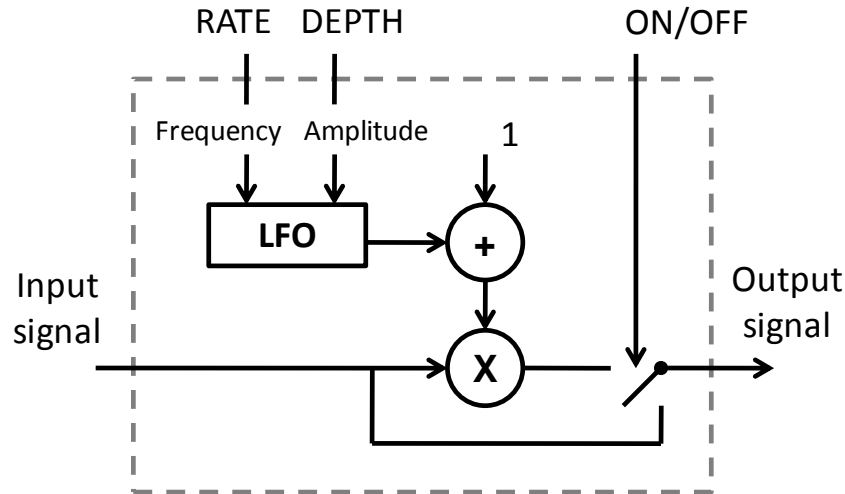 RATE DEPTH ON/OFF
Frequency Amplitude 1
LFO
+
Input
signal
Output
signal
X